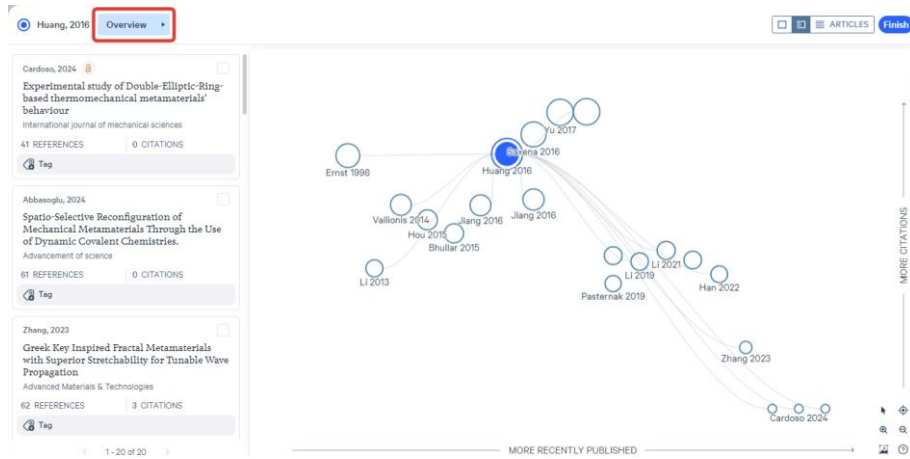 Huang, 2016
Overview
ARTICLES
Finish
Cardoso, 2024
Experimental study of Double-Elliptic-Ring-
based thermomechanical metamaterials'
behaviour
International journal of mechanical sciences
41 REFERENCES
0 CITATIONS
Tag
Abbasoglu, 2024
Spatio-Selective Reconfiguration of
Mechanical Metamaterials Through the Use
of Dynamic Covalent Chemistries.
Advancement of science
61 REFERENCES
0 CITATIONS
Tag
Zhang, 2023
Greek Key Inspired Fractal Metamaterials
with Superior Stretchability for Tunable Wave
Propagation
Advanced Materials & Technologies
62 REFERENCES
3 CITATIONS
Tag
1 - 20 of 20
Yu 2017
Saxena 2016
Ernst 1998
Huang 2016
Vallionis 2014
Jiang 2016
Jiang 2016
Hou 2015
Bhullar 2015
LI 2013
LI 2021
LI 2019
Han 2022
Pasternak 2019
Zhang 2023
Cardoso 2024
MORE CITATIONS
MORE RECENTLY PUBLISHED